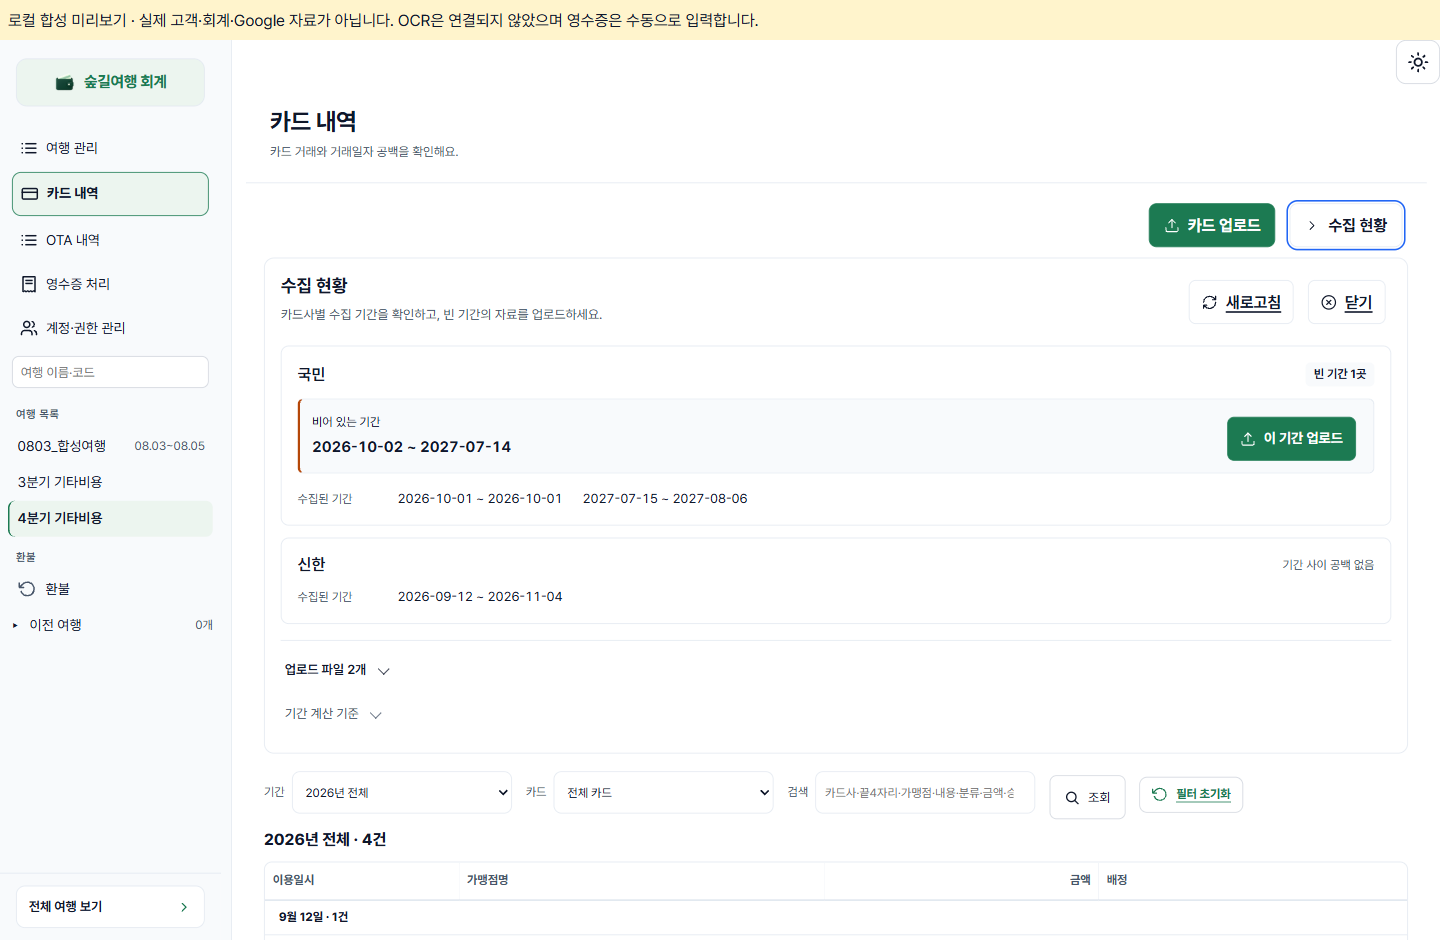 로컬 합성 미리보기 · 실제 고객·회계·Google 자료가 아닙니다. OCR은 연결되지 않았으며 영수증은 수동으로 입력합니다.
숲길여행 회계
여행 관리
카드 내역
OTA 내역
영수증 처리
계정·권한 관리
여행 이름·코드
여행 목록
0803_합성여행 08.03~08.05
3분기 기타비용
4분기 기타비용
환불
환불
이전 여행 0개
전체 여행 보기
카드 내역
카드 거래와 거래일자 공백을 확인해요.
카드 업로드 수집 현황
수집 현황
카드사별 수집 기간을 확인하고, 빈 기간의 자료를 업로드하세요.
새로고침 닫기
국민 빈 기간 1곳
비어 있는 기간
2026-10-02 ~ 2027-07-14
이 기간 업로드
수집된 기간 2026-10-01 ~ 2026-10-01 2027-07-15 ~ 2027-08-06
신한 기간 사이 공백 없음
수집된 기간 2026-09-12 ~ 2026-11-04
업로드 파일 2개
기간 계산 기준
기간 2026년 전체 카드 전체 카드 검색 카드사·끝4자리·가맹점·내용·분류·금액· 조회 필터 초기화
2026년 전체 · 4건
이용일시 가맹점명 금액 배정
9월 12일 · 1건